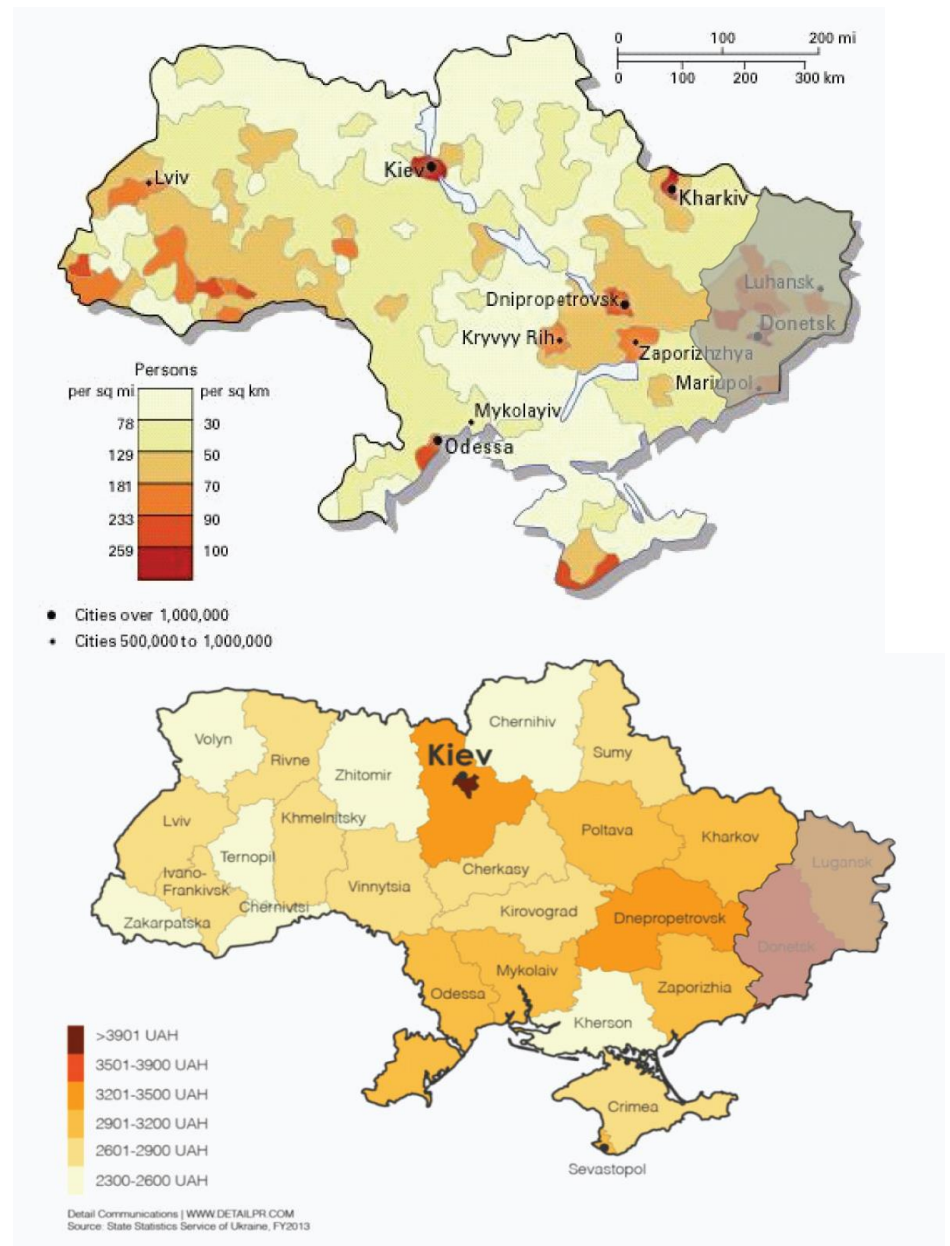 0 100 200 mi
0 100 200 300 km
Kiev
Lviv
Kharkiv
Luhansk
Dnipropetrovsk
Donetsk
Kryvyy Rih
Zaporizhzhya
Mariupol
Mykolayiv
Odessa
Persons
per sq mi per sq km
78 30
129 50
181 70
233 90
259 100
Cities over 1,000,000
Cities 500,000 to 1,000,000
Chernihiv
Volyn
Kiev
Sumy
Rivne
Zhitomir
Lviv
Khmelnitsky
Poltava
Kharkov
Ternopil
Lugansk
Cherkasy
Ivano-
Frankivsk
Vinnytsia
Chernivtsi
Kirovograd
Dnepropetrovsk
Zakarpatska
Donetsk
Mykolaiv
Odessa
Zaporizhia
Kherson
>3901 UAH
3501-3900 UAH
3201-3500 UAH
2901-3200 UAH
2601-2900 UAH
2300-2600 UAH
Crimea
Sevastopol
Detail Communications | WWW.DETAILPR.COM
Source: State Statistics Service of Ukraine, FY2013